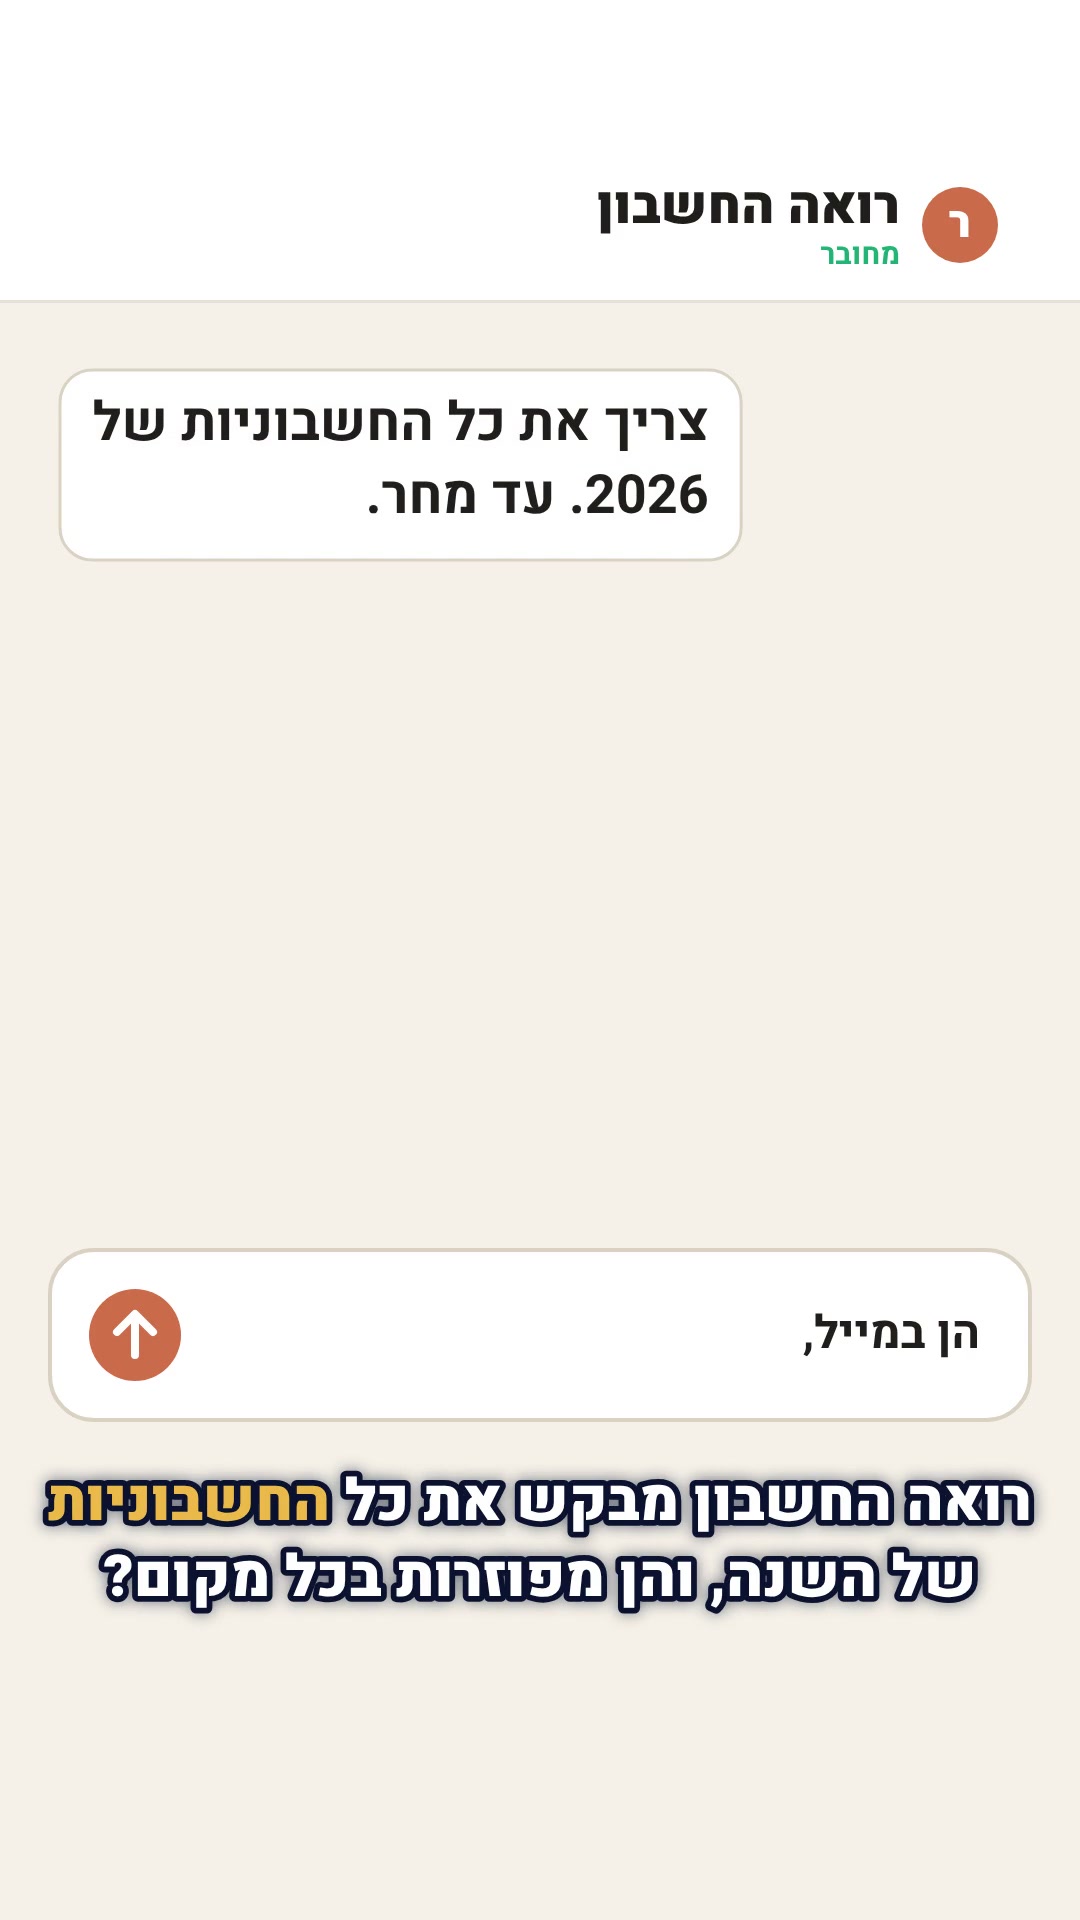 ר
רואה החשבון
מחובר
צריך את כל החשבוניות של
2026. עד מחר.
הן במייל,
רואה החשבון מבקש את כל החשבוניות
של השנה, והן מפוזרות בכל מקום?